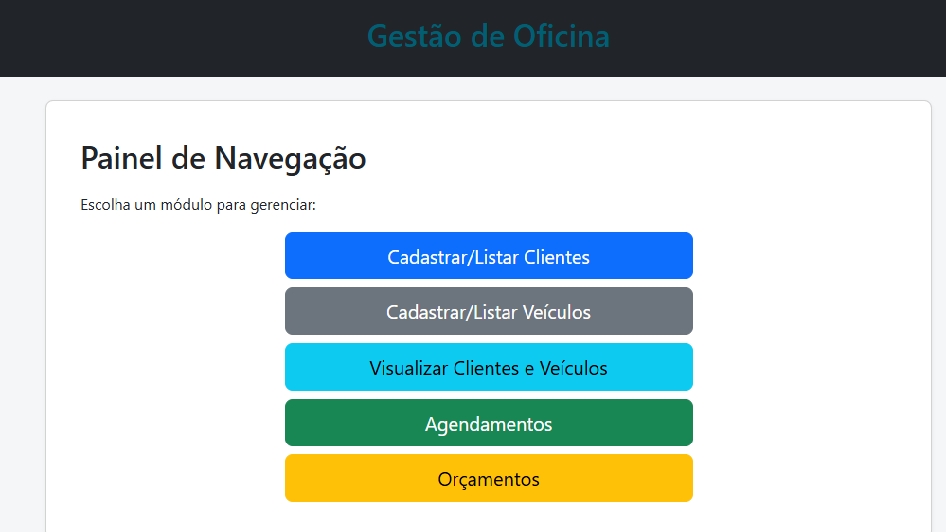 Gestão de Oficina
Painel de Navegação
Escolha um módulo para gerenciar:
Cadastrar/Listar Clientes
Cadastrar/Listar Veículos
Visualizar Clientes e Veículos
Agendamentos
Orçamentos